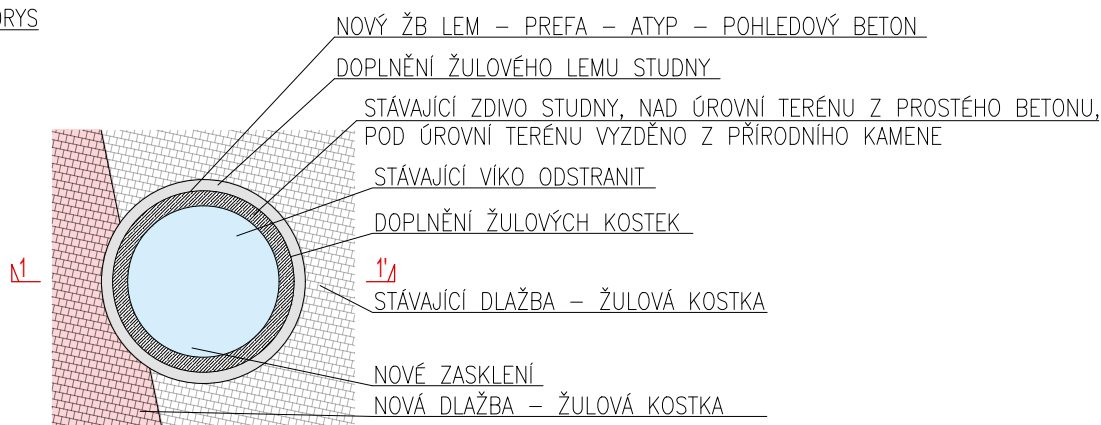 NOVÝ ŽB LEM – PREFA – ATYP – POHLEDOVÝ BETON
DOPLNĚNÍ ŽULOVÉHO LEMU STUDNY
STÁVAJÍCÍ ZDIVO STUDNY, NAD ÚROVNÍ TERÉNU Z PROSTÉHO BETONU,
POD ÚROVNÍ TERÉNU VYZDĚNO Z PŘÍRODNÍHO KAMENE
STÁVAJÍCÍ VÍKO ODSTRANIT
DOPLNĚNÍ ŽULOVÝCH KOSTEK
1
1'
STÁVAJÍCÍ DLAŽBA – ŽULOVÁ KOSTKA
NOVÉ ZASKLENÍ
NOVÁ DLAŽBA – ŽULOVÁ KOSTKA